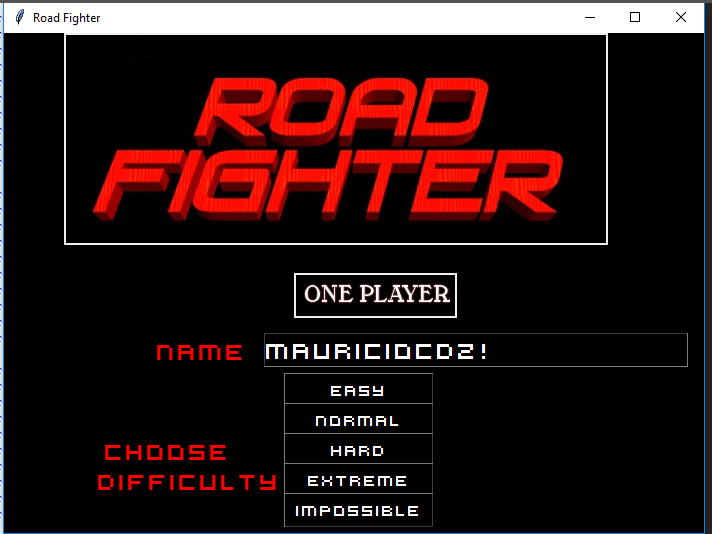 Road Fighter
ROAD
FIGHTER
ONE PLAYER
NAME MAURICIOCD2!
EASY
NORMAL
HARD
EXTREME
IMPOSSIBLE
CHOOSE
DIFFICULTY